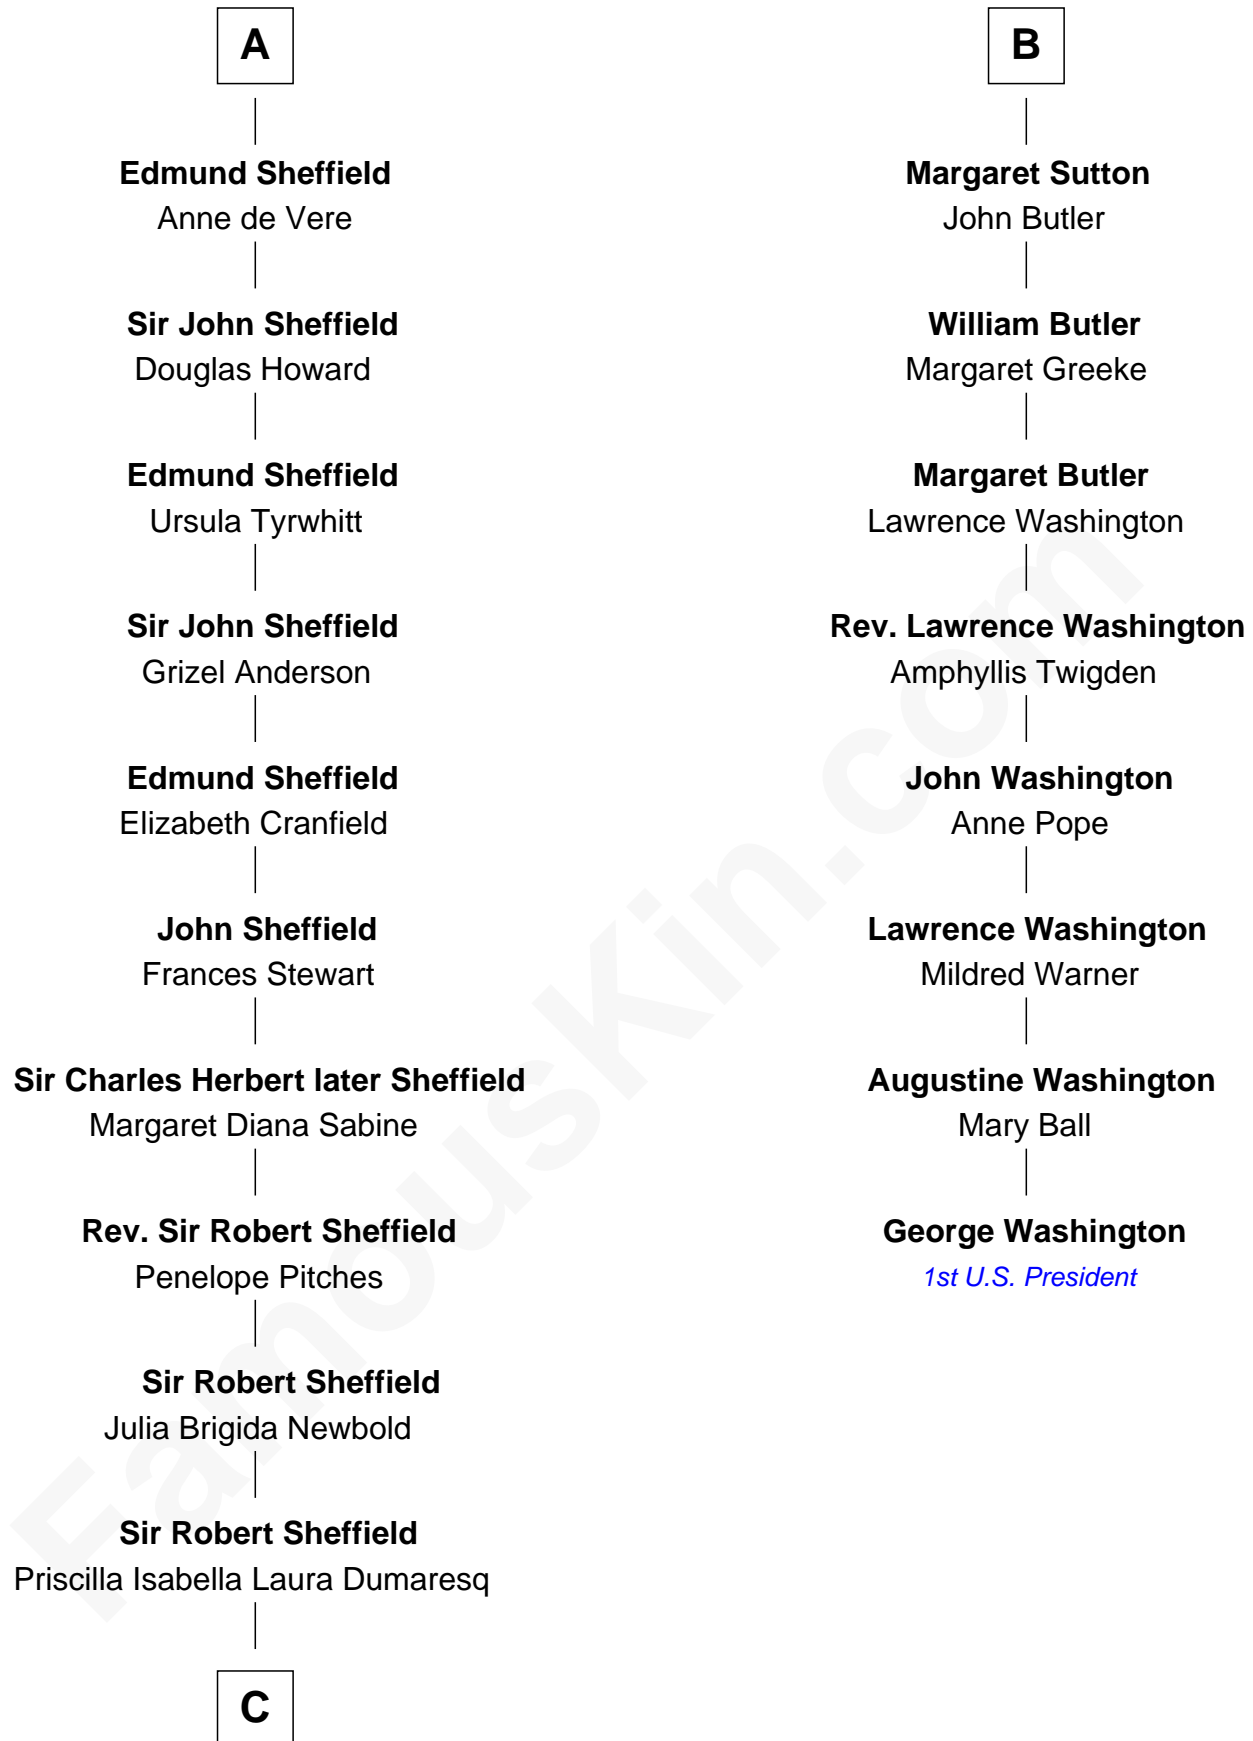 A
Edmund Sheffield
Anne de Vere
Sir John Sheffield
Douglas Howard
Edmund Sheffield
Ursula Tyrwhitt
Sir John Sheffield
Grizel Anderson
Edmund Sheffield
Elizabeth Cranfield
John Sheffield
Frances Stewart
Sir Charles Herbert later Sheffield
Margaret Diana Sabine
Rev. Sir Robert Sheffield
Penelope Pitches
Sir Robert Sheffield
Julia Brigida Newbold
Sir Robert Sheffield
Priscilla Isabella Laura Dumaresq
C
B
Margaret Sutton
John Butler
William Butler
Margaret Greeke
Margaret Butler
Lawrence Washington
Rev. Lawrence Washington
Amphyllis Twigden
John Washington
Anne Pope
Lawrence Washington
Mildred Warner
Augustine Washington
Mary Ball
George Washington
1st U.S. President
FamousKin.com